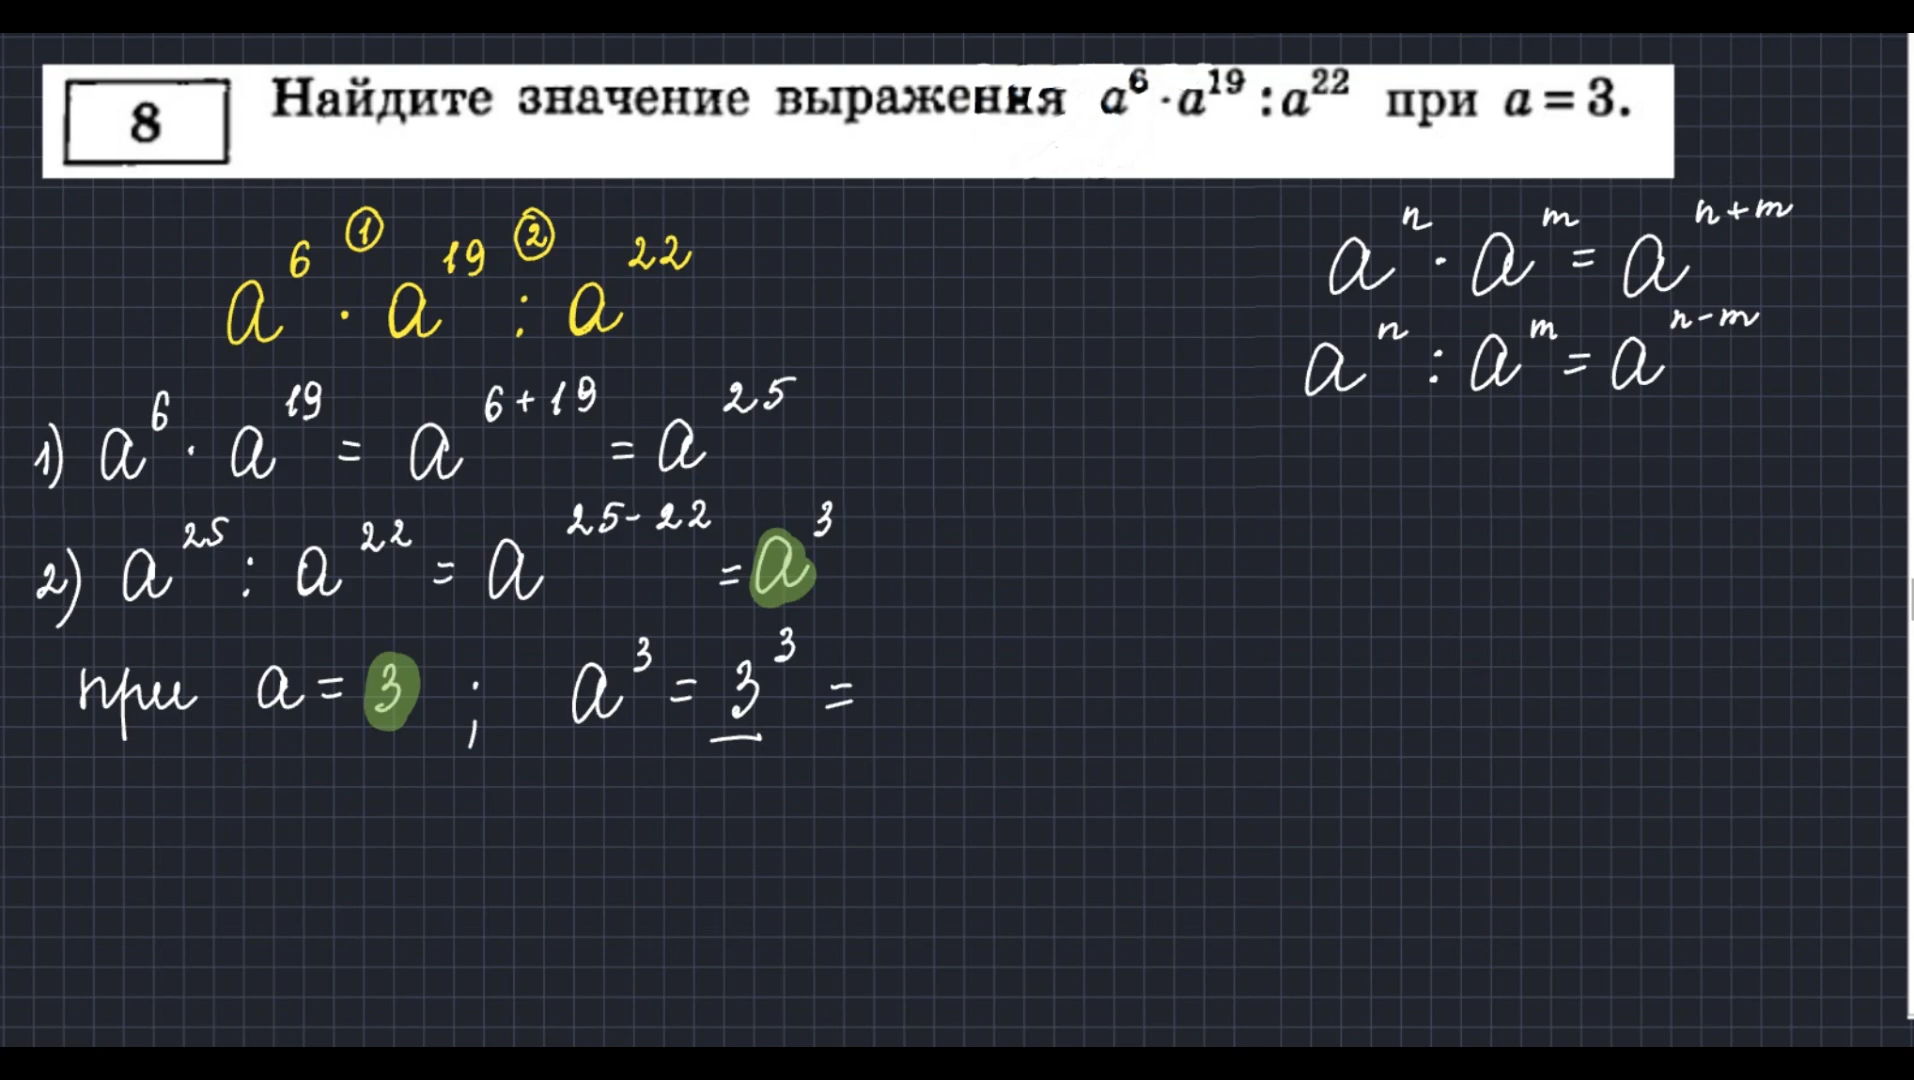 8 Найдите значение выражения a⁶ · a¹⁹ : a²² при a = 3.
a⁶ ① · a¹⁹ ② : a²²
aⁿ · aᵐ = aⁿ⁺ᵐ
aⁿ : aᵐ = aⁿ⁻ᵐ
1) a⁶ · a¹⁹ = a⁶⁺¹⁹ = a²⁵
2) a²⁵ : a²² = a²⁵⁻²² = a³
при a = 3 ; a³ = 3³ =